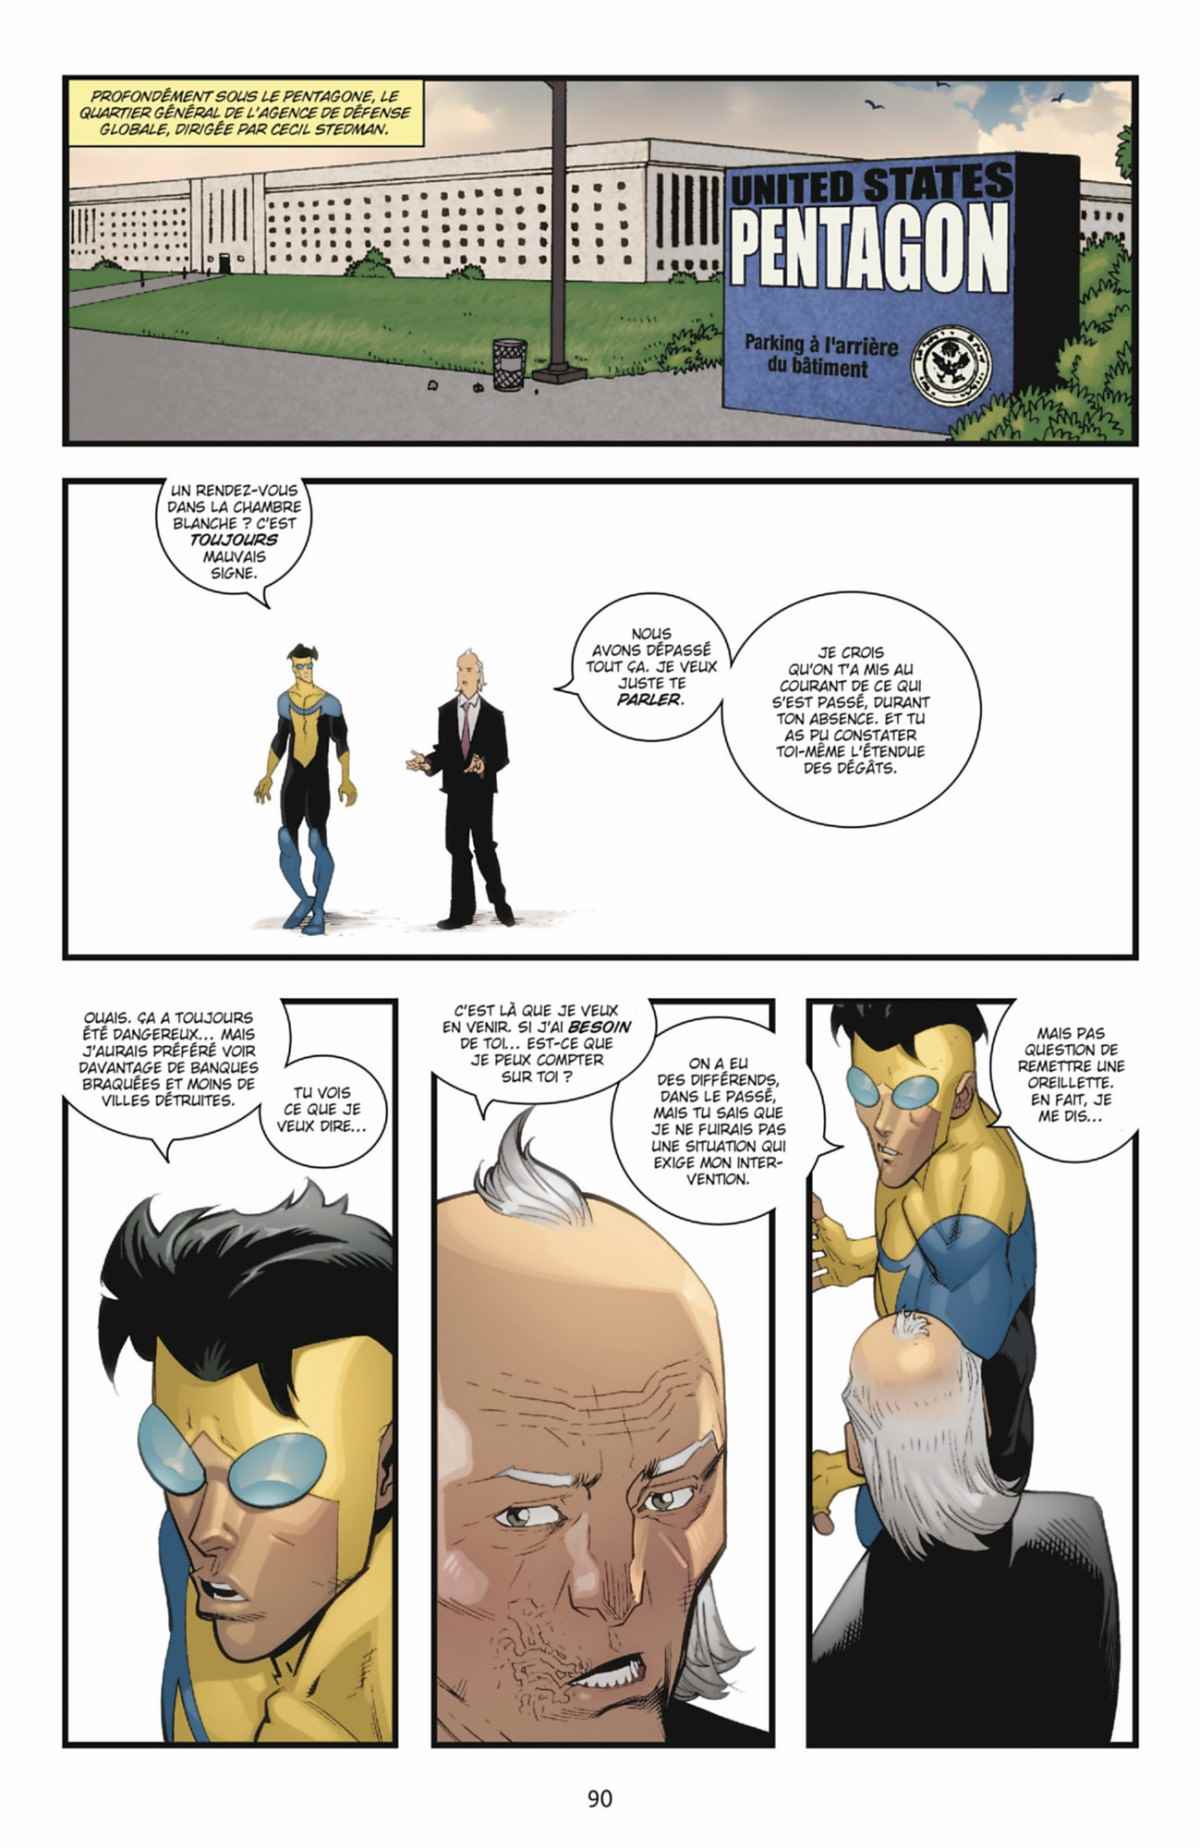 PROFONDÉMENT SOUS LE PENTAGONE, LE
QUARTIER GÉNÉRAL DE L'AGENCE DE DÉFENSE
GLOBALE, DIRIGÉE PAR CECIL STEDMAN.
UNITED STATES
PENTAGON
Parking à l'arrière
du bâtiment
UN RENDEZ-VOUS
DANS LA CHAMBRE
BLANCHE ? C'EST
TOUJOURS
MAUVAIS
SIGNE.
NOUS
AVONS DÉPASSÉ
TOUT ÇA. JE VEUX
JUSTE TE
PARLER.
JE CROIS
QU'ON T'A MIS AU
COURANT DE CE QUI
S'EST PASSÉ, DURANT
TON ABSENCE. ET TU
AS PU CONSTATER
TOI-MÊME L'ÉTENDUE
DES DÉGÂTS.
OUAIS. ÇA A TOUJOURS
ÉTÉ DANGEREUX... MAIS
J'AURAIS PRÉFÉRÉ VOIR
DAVANTAGE DE BANQUES
BRAQUÉES ET MOINS DE
VILLES DÉTRUITES.
TU VOIS
CE QUE JE
VEUX DIRE...
C'EST LÀ QUE JE VEUX
EN VENIR. SI J'AI BESOIN
DE TOI... EST-CE QUE
JE PEUX COMPTER
SUR TOI ?
ON A EU
DES DIFFÉRENDS,
DANS LE PASSÉ,
MAIS TU SAIS QUE
JE NE FUIRAIS PAS
UNE SITUATION QUI
EXIGE MON INTER-
VENTION.
MAIS PAS
QUESTION DE
REMETTRE UNE
OREILLETTE.
EN FAIT, JE
ME DIS...
90